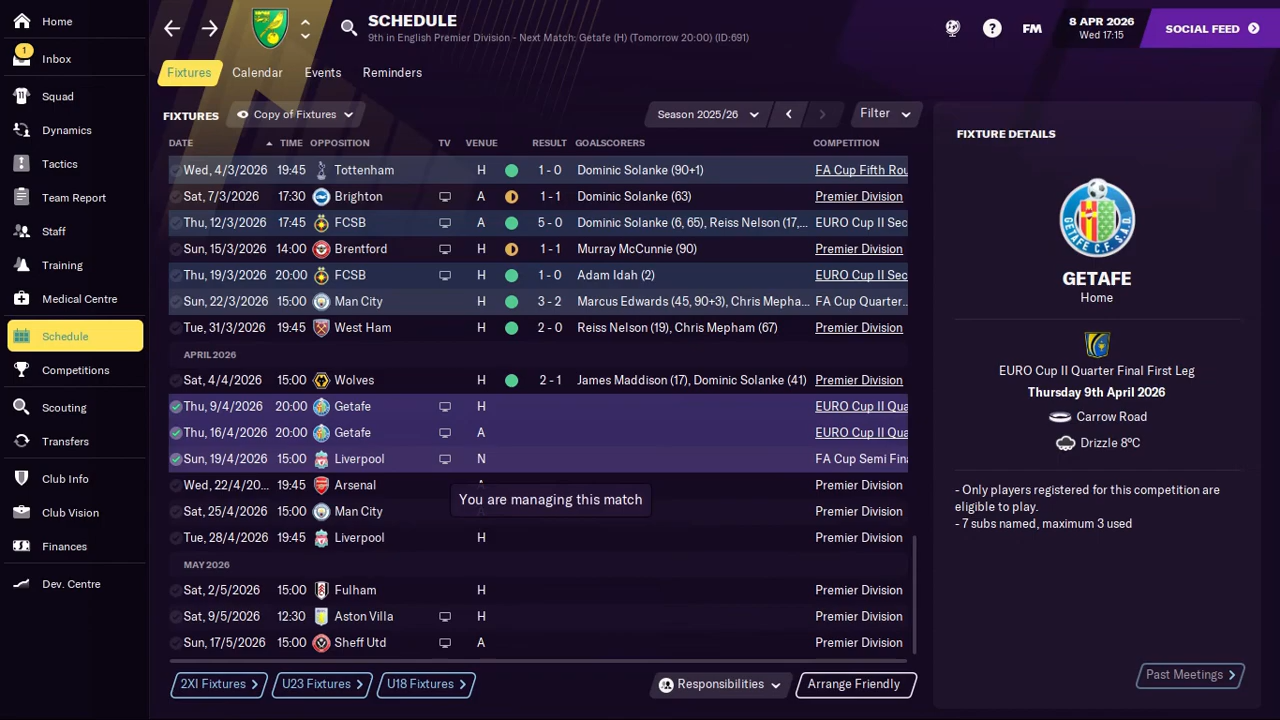 Home
SCHEDULE
9th in English Premier Division - Next Match: Getafe (H) (Tomorrow 20:00) (ID:691)
FM
8 APR 2026
Wed 17:15
SOCIAL FEED
1
Inbox
Squad
Dynamics
Tactics
Team Report
Staff
Training
Medical Centre
Schedule
Competitions
Scouting
Transfers
Club Info
Club Vision
Finances
Dev. Centre
Fixtures Calendar Events Reminders
FIXTURES Copy of Fixtures Season 2025/26 Filter
DATE TIME OPPOSITION TV VENUE RESULT GOALSCORERS COMPETITION
Wed, 4/3/2026 19:45 Tottenham H 1 - 0 Dominic Solanke (90+1) FA Cup Fifth Rou
Sat, 7/3/2026 17:30 Brighton A 1 - 1 Dominic Solanke (63) Premier Division
Thu, 12/3/2026 17:45 FCSB A 5 - 0 Dominic Solanke (6, 65), Reiss Nelson (17,... EURO Cup II Sec
Sun, 15/3/2026 14:00 Brentford H 1 - 1 Murray McCunnie (90) Premier Division
Thu, 19/3/2026 20:00 FCSB H 1 - 0 Adam Idah (2) EURO Cup II Sec
Sun, 22/3/2026 15:00 Man City H 3 - 2 Marcus Edwards (45, 90+3), Chris Mepha... FA Cup Quarter...
Tue, 31/3/2026 19:45 West Ham H 2 - 0 Reiss Nelson (19), Chris Mepham (67) Premier Division
APRIL 2026
Sat, 4/4/2026 15:00 Wolves H 2 - 1 James Maddison (17), Dominic Solanke (41) Premier Division
Thu, 9/4/2026 20:00 Getafe H EURO Cup II Qua
Thu, 16/4/2026 20:00 Getafe A EURO Cup II Qua
Sun, 19/4/2026 15:00 Liverpool N FA Cup Semi Fina
Wed, 22/4/20... 19:45 Arsenal Premier Division
You are managing this match
Sat, 25/4/2026 15:00 Man City A Premier Division
Tue, 28/4/2026 19:45 Liverpool H Premier Division
MAY 2026
Sat, 2/5/2026 15:00 Fulham H Premier Division
Sat, 9/5/2026 12:30 Aston Villa H Premier Division
Sun, 17/5/2026 15:00 Sheff Utd A Premier Division
2XI Fixtures U23 Fixtures U18 Fixtures Responsibilities Arrange Friendly
FIXTURE DETAILS
GETAFE
Home
EURO Cup II Quarter Final First Leg
Thursday 9th April 2026
Carrow Road
Drizzle 8ºC
- Only players registered for this competition are
eligible to play.
- 7 subs named, maximum 3 used
Past Meetings